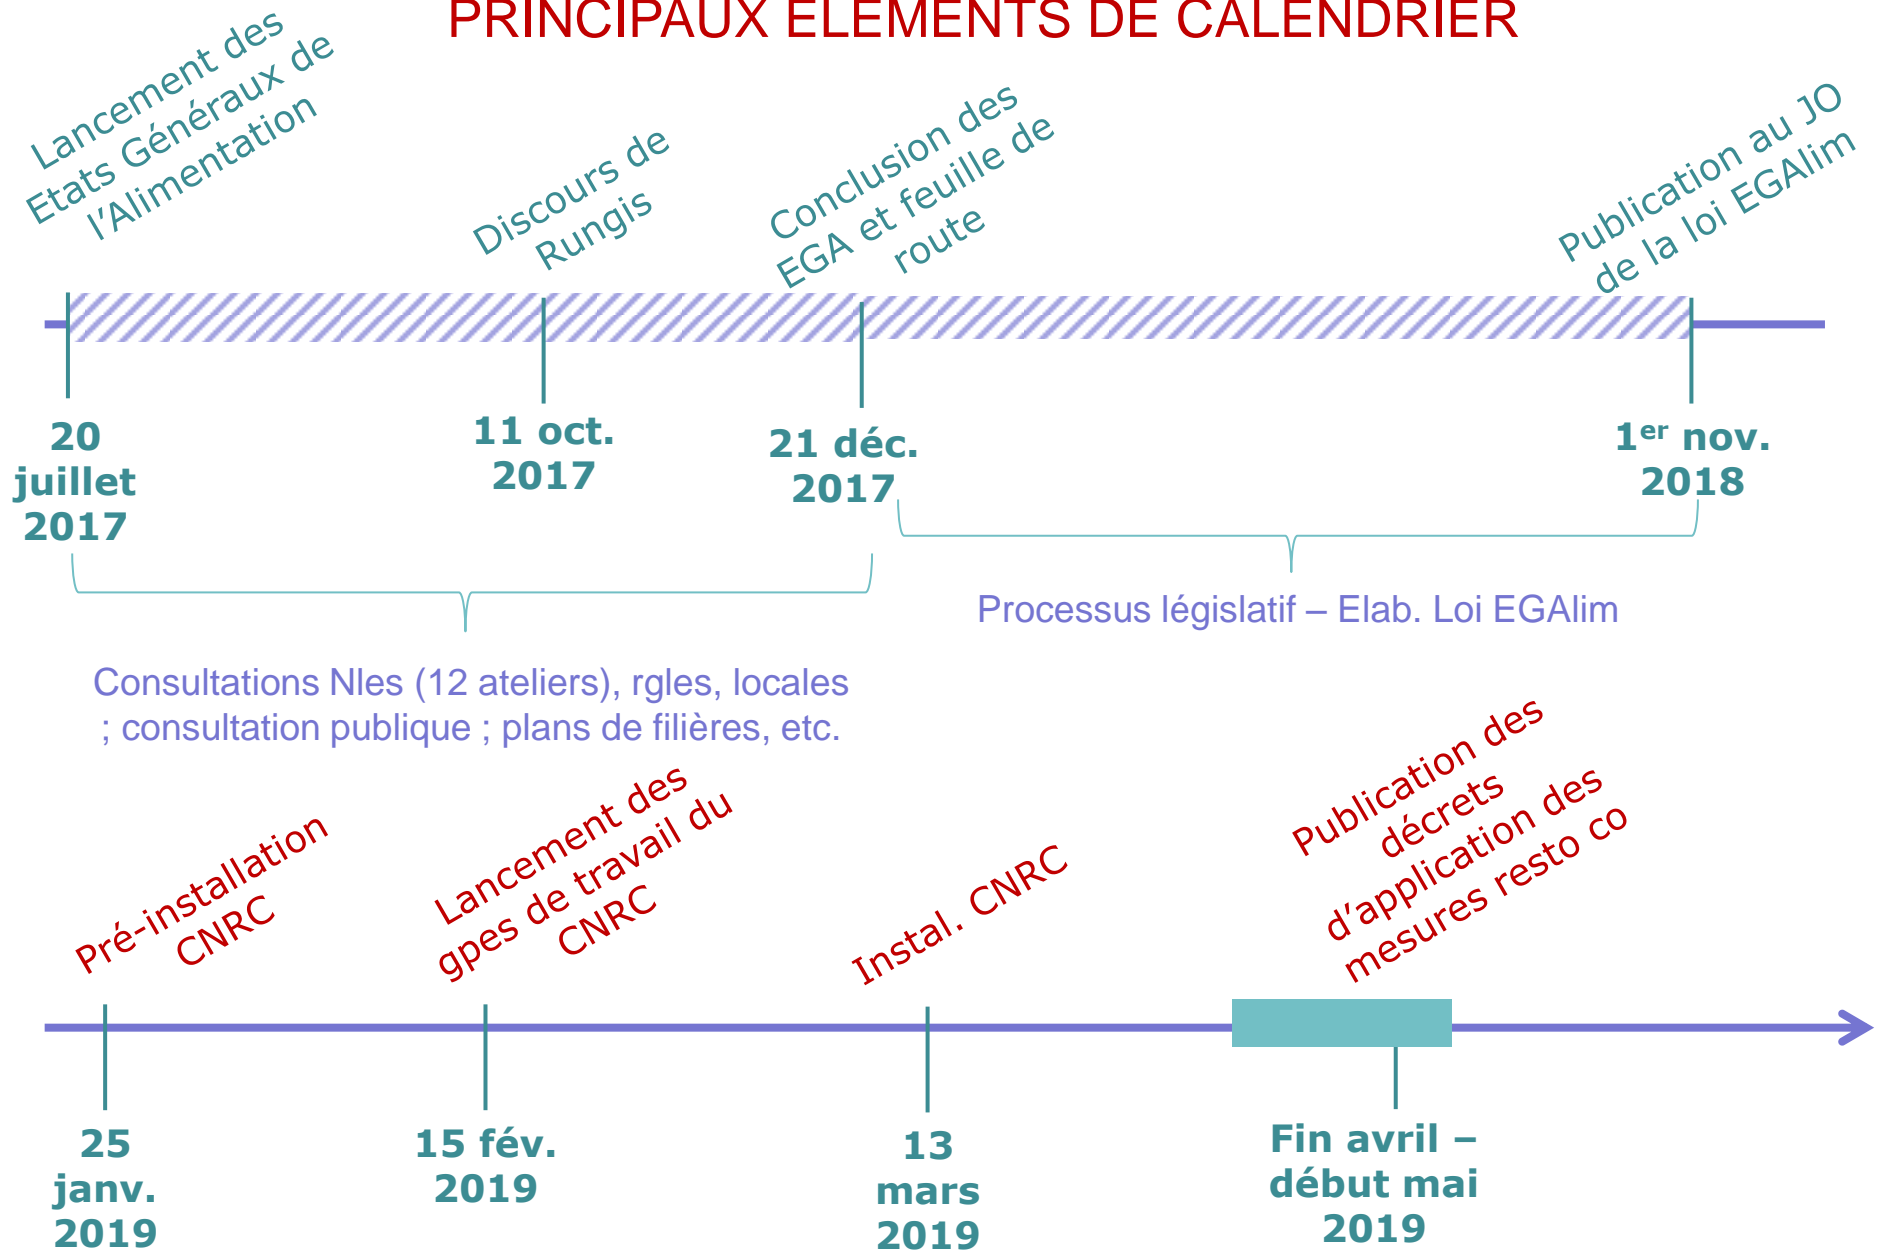 PRINCIPAUX ELEMENTS DE CALENDRIER
Lancement des
Etats Généraux de
l’Alimentation
Discours de
Rungis
Conclusion des
EGA et feuille de
route
Publication au JO
de la loi EGAlim
20
juillet
2017
11 oct.
2017
21 déc.
2017
1er nov.
2018
Processus législatif – Elab. Loi EGAlim
Consultations Nles (12 ateliers), rgles, locales
; consultation publique ; plans de filières, etc.
Pré-installation
CNRC
Lancement des
gpes de travail du
CNRC
Instal. CNRC
Publication des
décrets
d’application des
mesures resto co
25
janv.
2019
15 fév.
2019
13
mars
2019
Fin avril –
début mai
2019